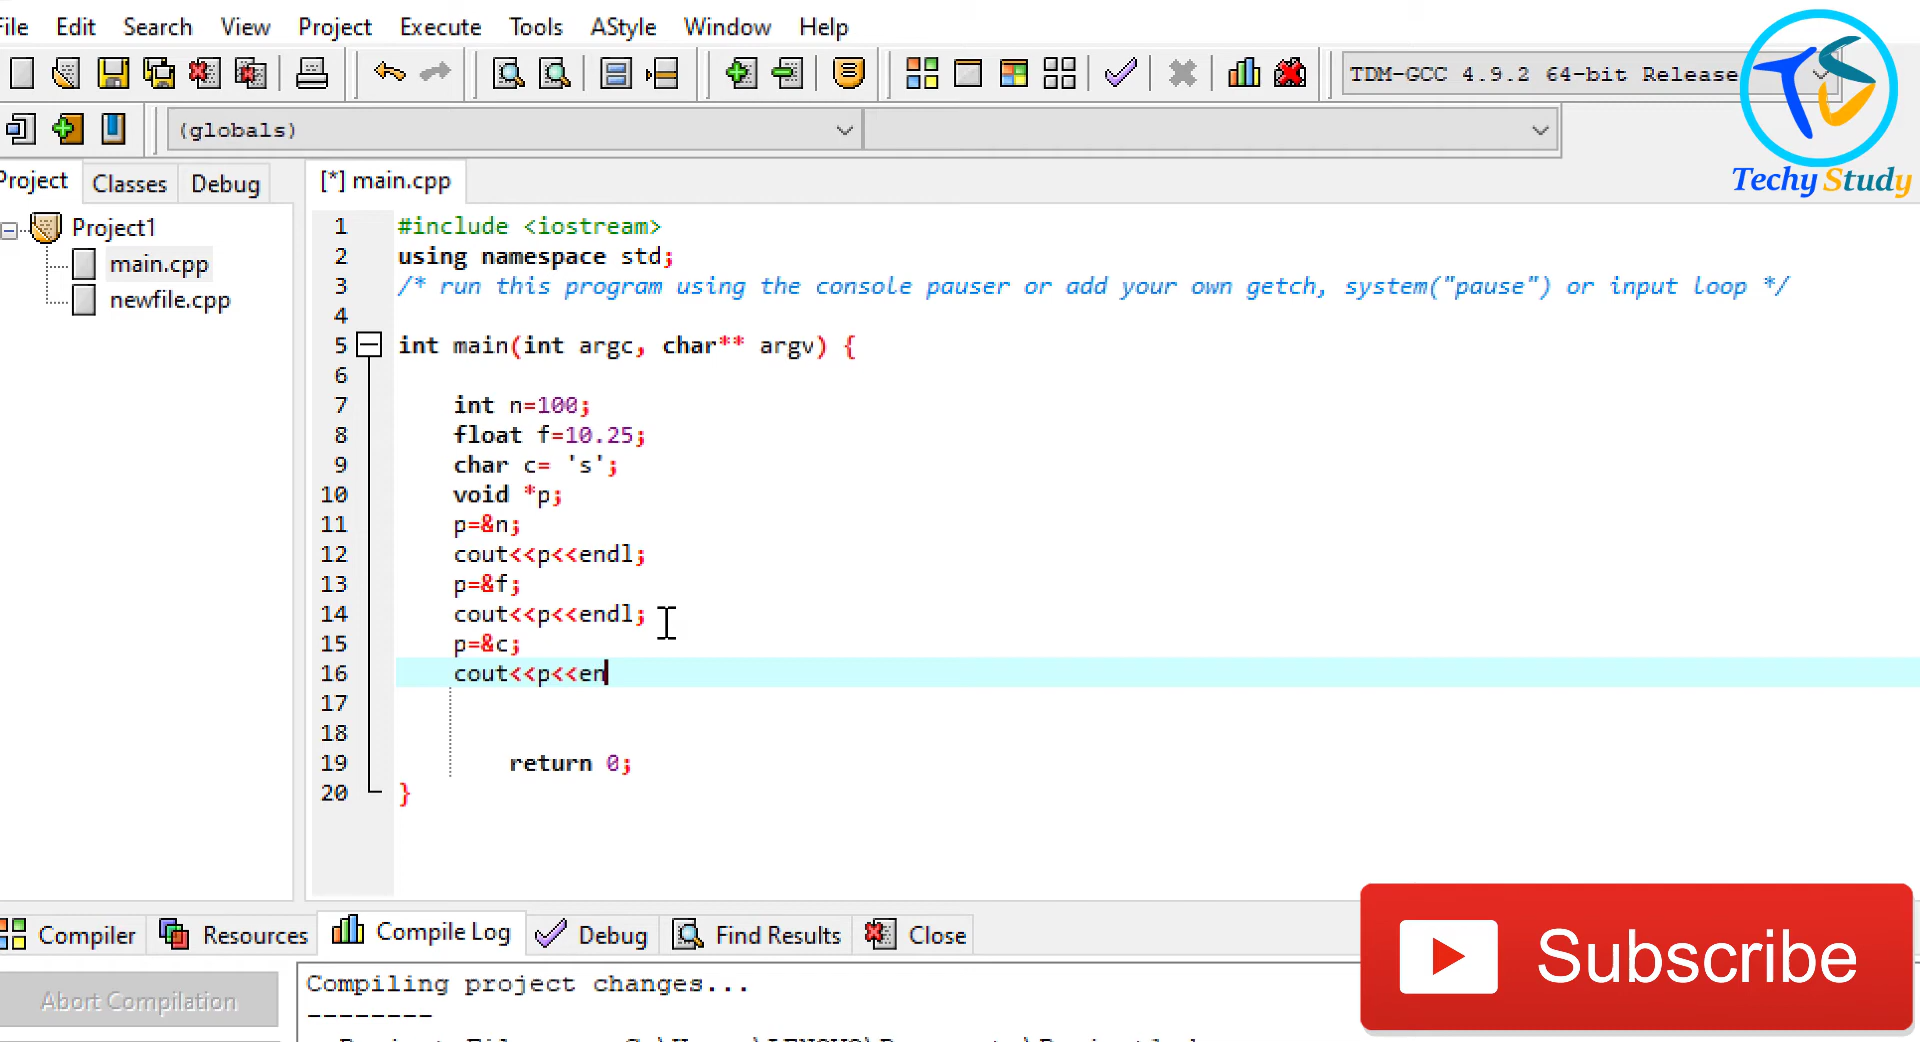 File Edit Search View Project Execute Tools AStyle Window Help
TDM-GCC 4.9.2 64-bit Release
(globals)
Techy Study
Project Classes Debug
[*] main.cpp
Project1
main.cpp
newfile.cpp
1 #include <iostream>
2 using namespace std;
3 /* run this program using the console pauser or add your own getch, system("pause") or input loop */
4
5 int main(int argc, char** argv) {
6
7 int n=100;
8 float f=10.25;
9 char c= 's';
10 void *p;
11 p=&n;
12 cout<<p<<endl;
13 p=&f;
14 cout<<p<<endl;
15 p=&c;
16 cout<<p<<en
17
18
19 return 0;
20 }
Compiler Resources Compile Log Debug Find Results Close
Abort Compilation
Compiling project changes...
--------
Subscribe